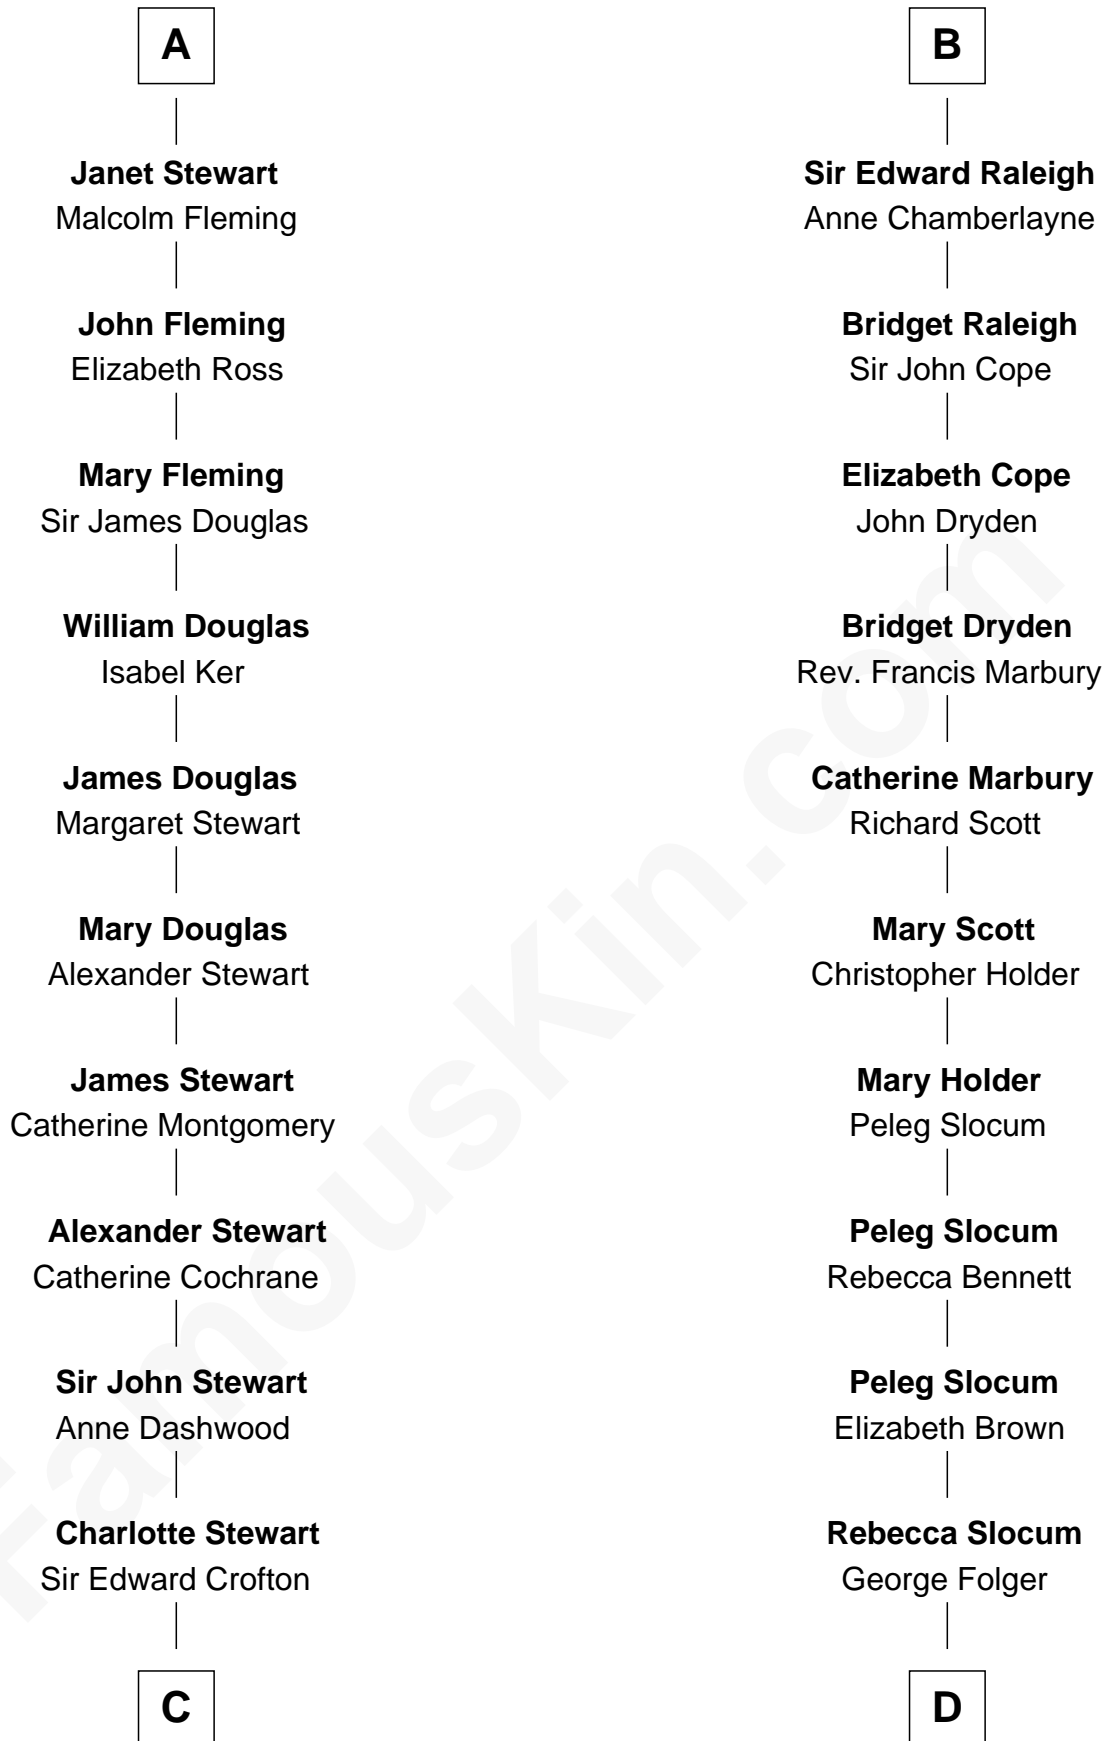 A
Janet Stewart
Malcolm Fleming
John Fleming
Elizabeth Ross
Mary Fleming
Sir James Douglas
William Douglas
Isabel Ker
James Douglas
Margaret Stewart
Mary Douglas
Alexander Stewart
James Stewart
Catherine Montgomery
Alexander Stewart
Catherine Cochrane
Sir John Stewart
Anne Dashwood
Charlotte Stewart
Sir Edward Crofton
C
B
Sir Edward Raleigh
Anne Chamberlayne
Bridget Raleigh
Sir John Cope
Elizabeth Cope
John Dryden
Bridget Dryden
Rev. Francis Marbury
Catherine Marbury
Richard Scott
Mary Scott
Christopher Holder
Mary Holder
Peleg Slocum
Peleg Slocum
Rebecca Bennett
Peleg Slocum
Elizabeth Brown
Rebecca Slocum
George Folger
D
FamousKin.com